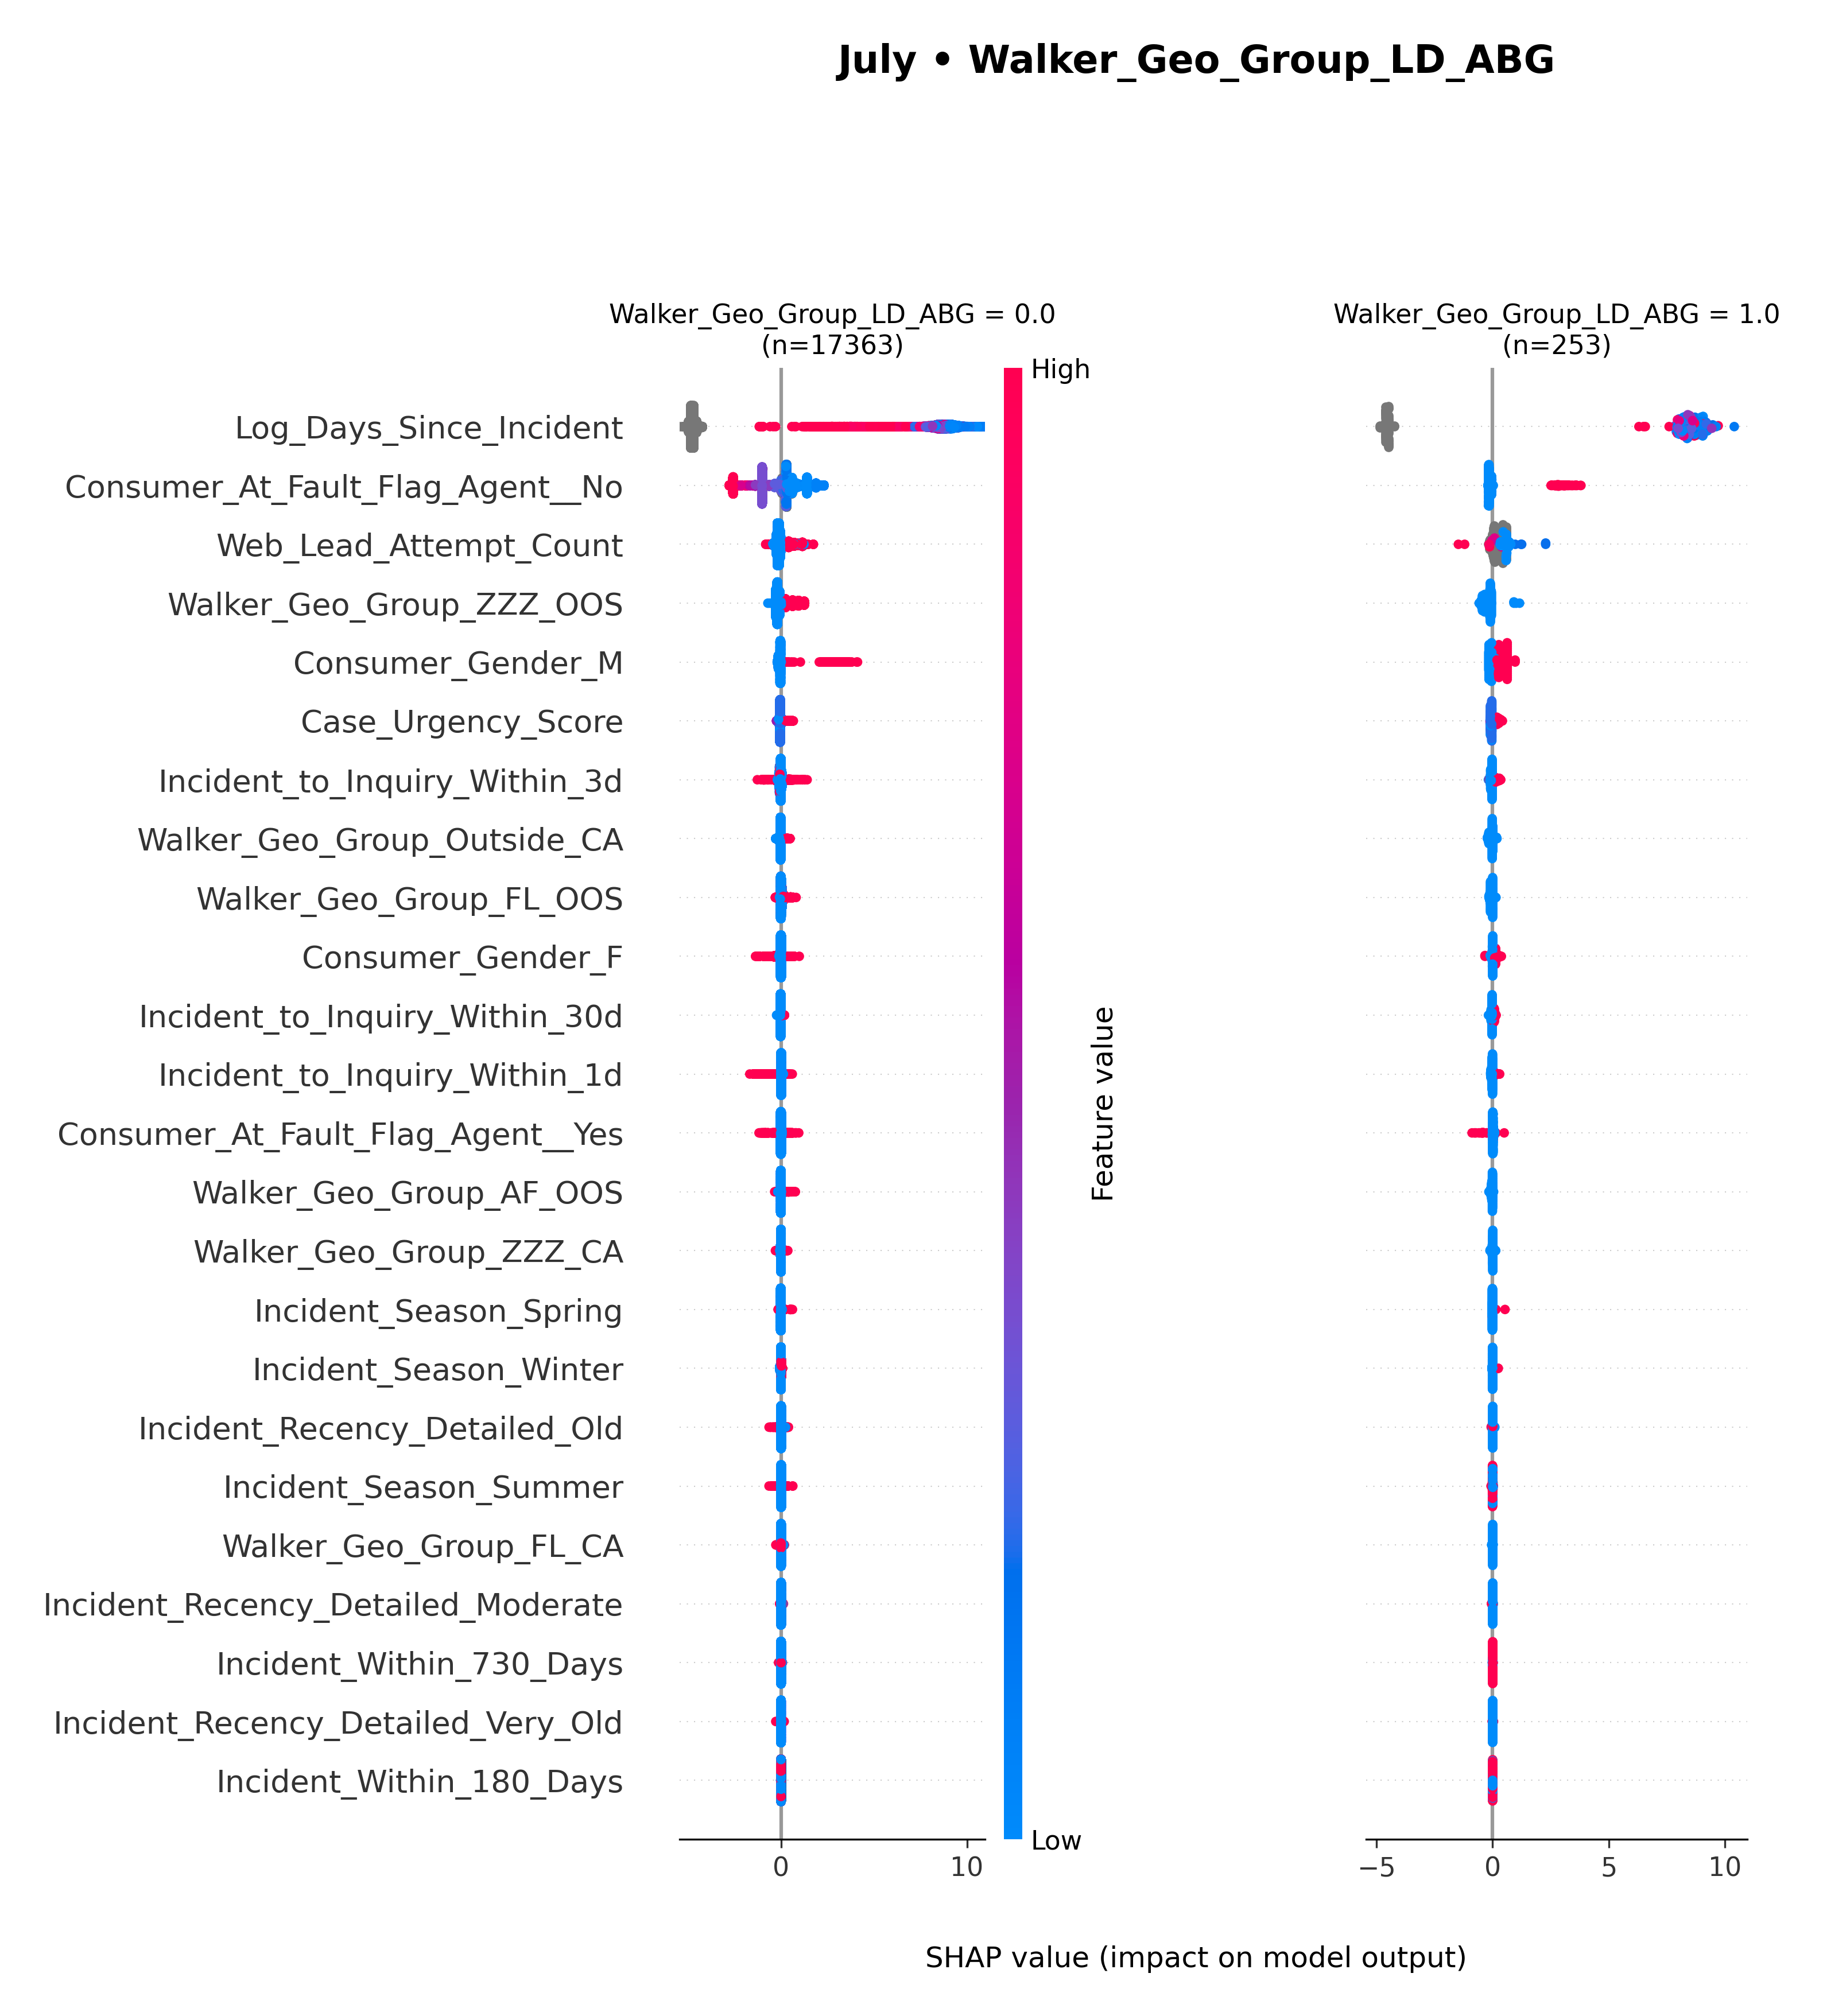 July • Walker_Geo_Group_LD_ABG
Walker_Geo_Group_LD_ABG = 0.0
(n=17363)
Walker_Geo_Group_LD_ABG = 1.0
(n=253)
High
Log_Days_Since_Incident
Consumer_At_Fault_Flag_Agent__No
Web_Lead_Attempt_Count
Walker_Geo_Group_ZZZ_OOS
Consumer_Gender_M
Case_Urgency_Score
Incident_to_Inquiry_Within_3d
Walker_Geo_Group_Outside_CA
Walker_Geo_Group_FL_OOS
Consumer_Gender_F
Incident_to_Inquiry_Within_30d
Incident_to_Inquiry_Within_1d
Consumer_At_Fault_Flag_Agent__Yes
Walker_Geo_Group_AF_OOS
Walker_Geo_Group_ZZZ_CA
Incident_Season_Spring
Incident_Season_Winter
Incident_Recency_Detailed_Old
Incident_Season_Summer
Walker_Geo_Group_FL_CA
Incident_Recency_Detailed_Moderate
Incident_Within_730_Days
Incident_Recency_Detailed_Very_Old
Incident_Within_180_Days
Feature value
Low
0 10
−5 0 5 10
SHAP value (impact on model output)